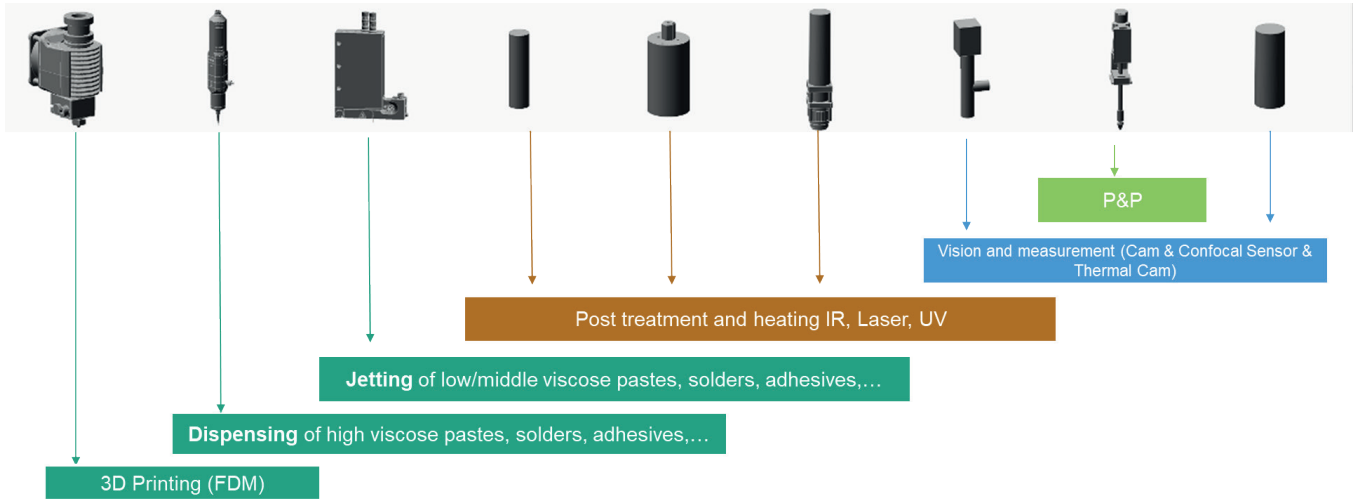 P&P
Vision and measurement (Cam & Confocal Sensor &
Thermal Cam)
Post treatment and heating IR, Laser, UV
Jetting of low/middle viscose pastes, solders, adhesives,…
Dispensing of high viscose pastes, solders, adhesives,…
3D Printing (FDM)